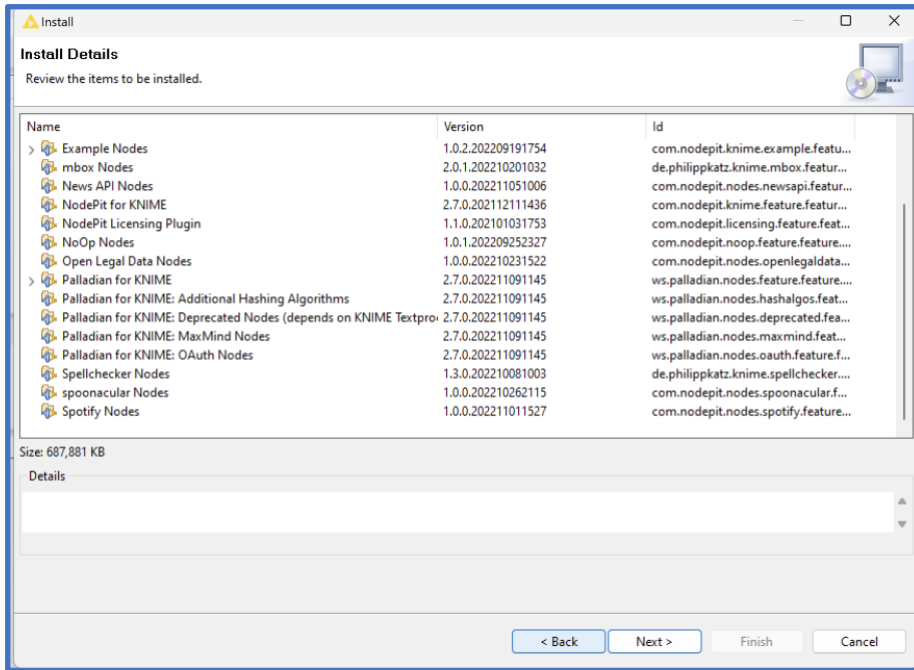 Install
Install Details
Review the items to be installed.
Name Version Id
Example Nodes 1.0.2.202209191754 com.nodepit.knime.example.featu...
mbox Nodes 2.0.1.202210201032 de.philippkatz.knime.mbox.featur...
News API Nodes 1.0.0.202211051006 com.nodepit.nodes.newsapi.featur...
NodePit for KNIME 2.7.0.202112111436 com.nodepit.knime.feature.featur...
NodePit Licensing Plugin 1.1.0.202101031753 com.nodepit.licensing.feature.feat...
NoOp Nodes 1.0.1.202209252327 com.nodepit.noop.feature.feature....
Open Legal Data Nodes 1.0.0.202210231522 com.nodepit.nodes.openlegaldata...
Palladian for KNIME 2.7.0.202211091145 ws.palladian.nodes.feature.feature....
Palladian for KNIME: Additional Hashing Algorithms 2.7.0.202211091145 ws.palladian.nodes.hashalgos.feat...
Palladian for KNIME: Deprecated Nodes (depends on KNIME Textpro 2.7.0.202211091145 ws.palladian.nodes.deprecated.fea...
Palladian for KNIME: MaxMind Nodes 2.7.0.202211091145 ws.palladian.nodes.maxmind.feat...
Palladian for KNIME: OAuth Nodes 2.7.0.202211091145 ws.palladian.nodes.oauth.feature.f...
Spellchecker Nodes 1.3.0.202210081003 de.philippkatz.knime.spellchecker....
spoonacular Nodes 1.0.0.202210262115 com.nodepit.nodes.spoonacular.f...
Spotify Nodes 1.0.0.202211011527 com.nodepit.nodes.spotify.feature...
Size: 687,881 KB
Details
< Back Next > Finish Cancel